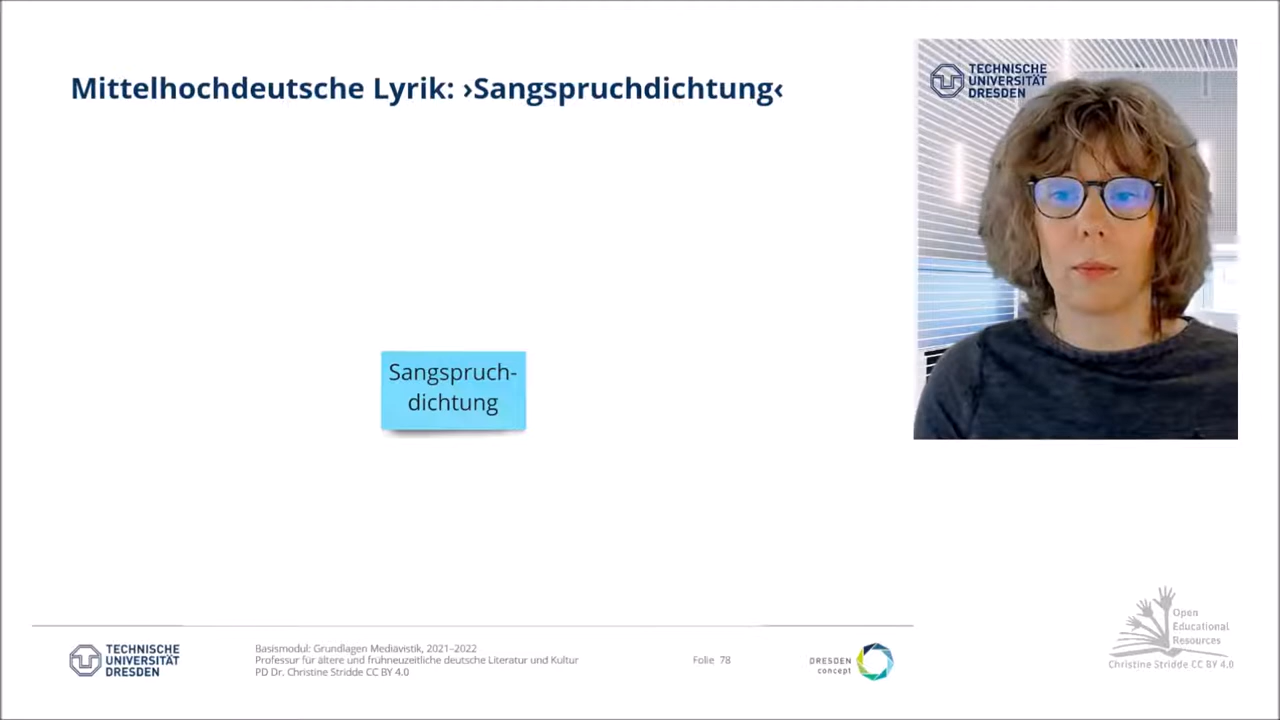 Mittelhochdeutsche Lyrik: ›Sangspruchdichtung‹
TECHNISCHE
UNIVERSITÄT
DRESDEN
Sangspruch-
dichtung
Open
Educational
Resources
Christine Stridde CC BY 4.0
TECHNISCHE
UNIVERSITÄT
DRESDEN
Basismodul: Grundlagen Mediävistik, 2021–2022
Professur für ältere und frühneuzeitliche deutsche Literatur und Kultur
PD Dr. Christine Stridde CC BY 4.0
Folie 78
DRESDEN
concept